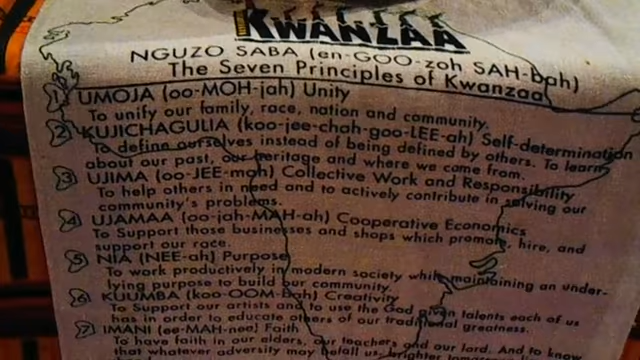 KWANZAA
NGUZO SABA (en-GOO-zoh SAH-bah)
The Seven Principles of Kwanzaa
1 UMOJA (oo-MOH-jah) Unity
To unify our family, race, nation and community.
2 KUJICHAGULIA (koo-jee-chah-goo-LEE-ah) Self-determination
To define ourselves instead of being defined by others. To learn
about our past, our heritage and where we came from.
3 UJIMA (oo-JEE-mah) Collective Work and Responsibility
To help others in need and to actively contribute in solving our
community's problems.
4 UJAMAA (oo-jah-MAH-ah) Cooperative Economics
To Support those businesses and shops which promote, hire, and
support our race.
5 NIA (NEE-ah) Purpose
To work productively in modern society while maintaining an under-
lying purpose to build our community.
6 KUUMBA (koo-OOM-bah) Creativity
To Support our artists and to use the God given talents each of us
has in order to educate others of our traditional greatness.
7 IMANI (ee-MAH-nee) Faith
To have faith in our elders, our teachers and our lord. And to know
that whatever adversity may befall us, brighter